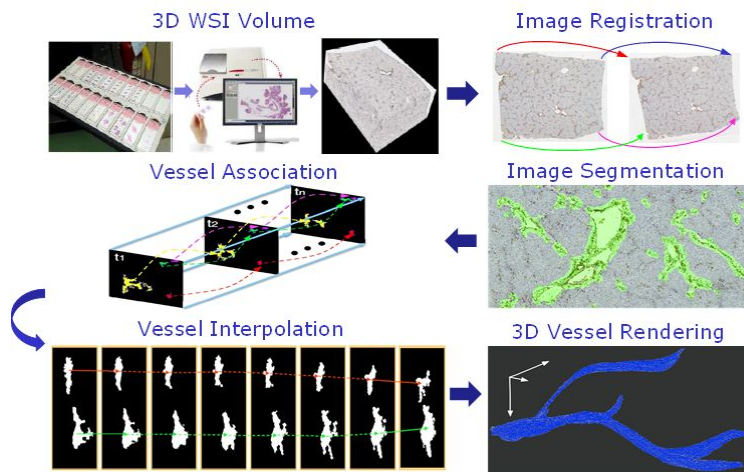 3D WSI Volume
Image Registration
Vessel Association
Image Segmentation
tn
t2
t1
Vessel Interpolation
3D Vessel Rendering